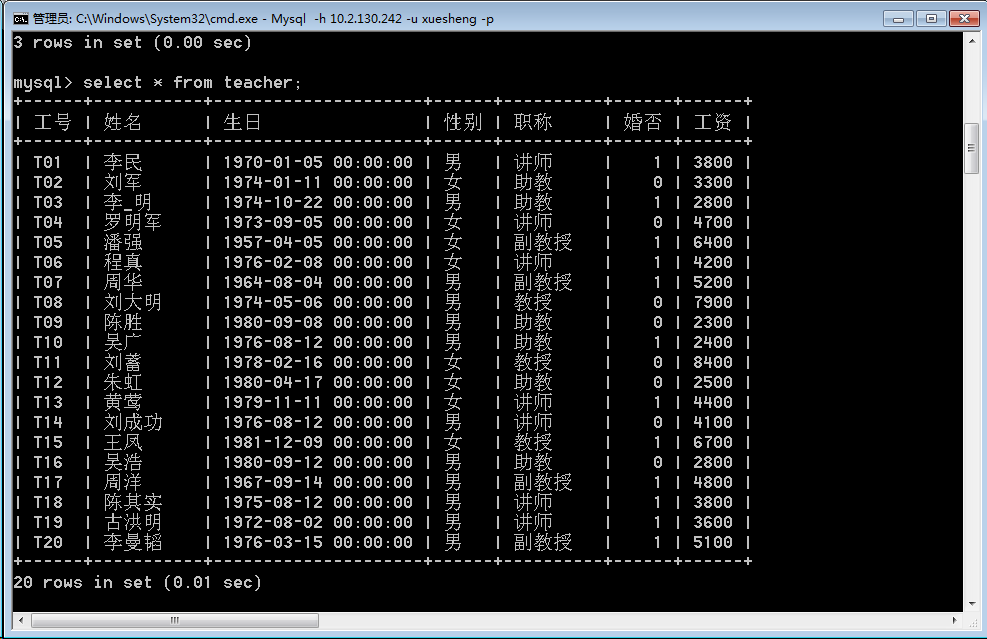 管理员: C:\Windows\System32\cmd.exe - Mysql  -h 10.2.130.242 -u xuesheng -p
3 rows in set (0.00 sec)
mysql> select * from teacher;
+------+-----------+---------------------+------+----------+------+------+
| 工号 | 姓名      | 生日                | 性别 | 职称     | 婚否 | 工资 |
+------+-----------+---------------------+------+----------+------+------+
| T01  | 李民      | 1970-01-05 00:00:00 | 男   | 讲师     |    1 | 3800 |
| T02  | 刘军      | 1974-01-11 00:00:00 | 女   | 助教     |    0 | 3300 |
| T03  | 李_明     | 1974-10-22 00:00:00 | 男   | 助教     |    1 | 2800 |
| T04  | 罗明军    | 1973-09-05 00:00:00 | 女   | 讲师     |    0 | 4700 |
| T05  | 潘强      | 1957-04-05 00:00:00 | 女   | 副教授   |    1 | 6400 |
| T06  | 程真      | 1976-02-08 00:00:00 | 女   | 讲师     |    1 | 4200 |
| T07  | 周华      | 1964-08-04 00:00:00 | 男   | 副教授   |    1 | 5200 |
| T08  | 刘大明    | 1974-05-06 00:00:00 | 男   | 教授     |    0 | 7900 |
| T09  | 陈胜      | 1980-09-08 00:00:00 | 男   | 助教     |    0 | 2300 |
| T10  | 吴广      | 1976-08-12 00:00:00 | 男   | 助教     |    1 | 2400 |
| T11  | 刘蓄      | 1978-02-16 00:00:00 | 女   | 教授     |    0 | 8400 |
| T12  | 朱虹      | 1980-04-17 00:00:00 | 女   | 助教     |    0 | 2500 |
| T13  | 黄莺      | 1979-11-11 00:00:00 | 女   | 讲师     |    1 | 4400 |
| T14  | 刘成功    | 1976-08-12 00:00:00 | 男   | 讲师     |    0 | 4100 |
| T15  | 王凤      | 1981-12-09 00:00:00 | 女   | 教授     |    1 | 6700 |
| T16  | 吴浩      | 1980-09-12 00:00:00 | 男   | 助教     |    0 | 2800 |
| T17  | 周洋      | 1967-09-14 00:00:00 | 男   | 副教授   |    1 | 4800 |
| T18  | 陈其实    | 1975-08-12 00:00:00 | 男   | 讲师     |    1 | 3800 |
| T19  | 古洪明    | 1972-08-02 00:00:00 | 男   | 讲师     |    1 | 3600 |
| T20  | 李曼韬    | 1976-03-15 00:00:00 | 男   | 副教授   |    1 | 5100 |
+------+-----------+---------------------+------+----------+------+------+
20 rows in set (0.01 sec)